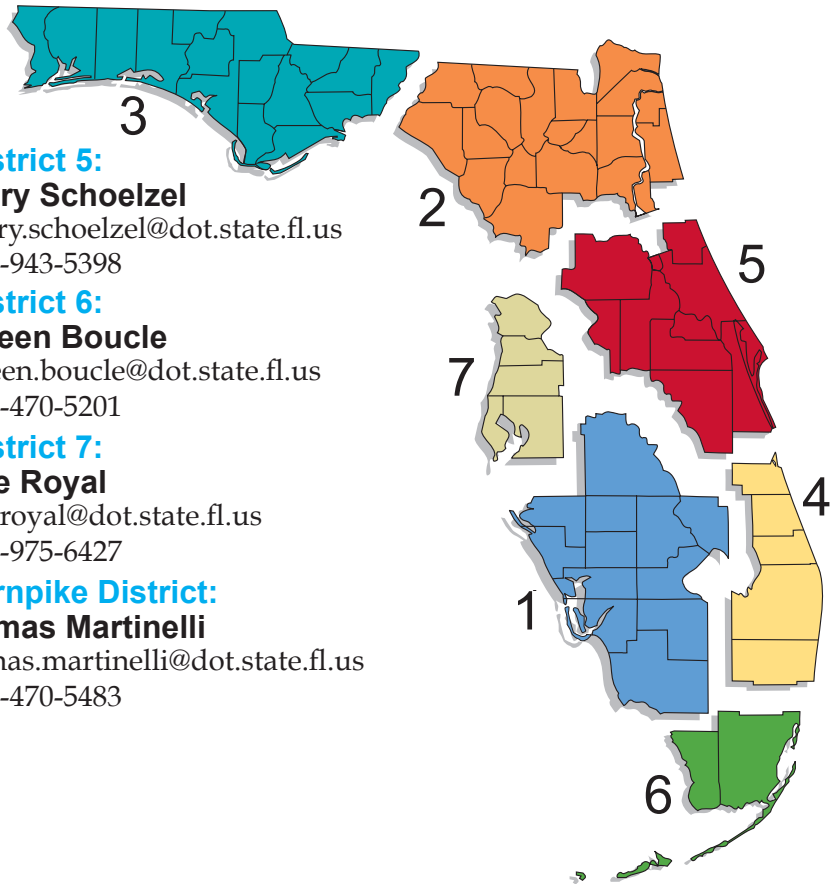 3
strict 5:
ry Schoelzel
ry.schoelzel@dot.state.fl.us
-943-5398
strict 6:
een Boucle
een.boucle@dot.state.fl.us
-470-5201
strict 7:
e Royal
royal@dot.state.fl.us
-975-6427
rnpike District:
mas Martinelli
nas.martinelli@dot.state.fl.us
-470-5483
2
5
7
4
1
6